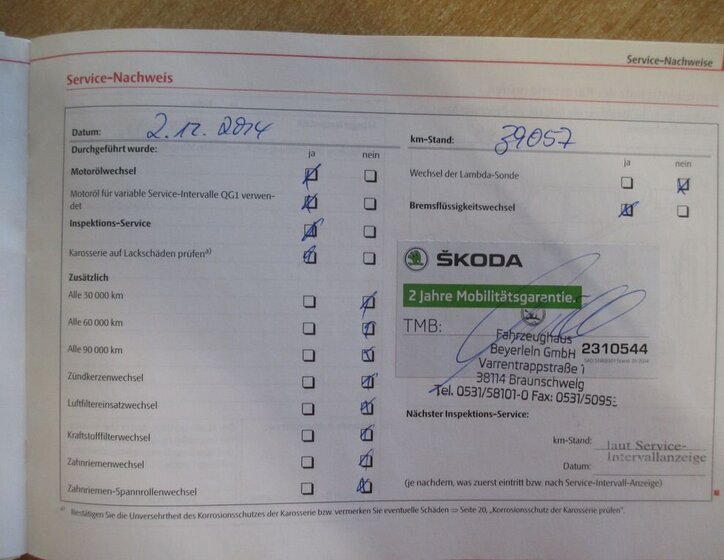 Service-Nachweise
Service-Nachweis
Datum: 2.12.2014
km-Stand: 39057
Durchgeführt wurde:
ja nein
ja nein
Motorölwechsel
Wechsel der Lambda-Sonde
Motoröl für variable Service-Intervalle QG1 verwen-
det
Bremsflüssigkeitswechsel
Inspektions-Service
Karosserie auf Lackschäden prüfen a)
Zusätzlich
Alle 30 000 km
Alle 60 000 km
Alle 90 000 km
Zündkerzenwechsel
Luftfiltereinsatzwechsel
Kraftstofffilterwechsel
Zahnriemenwechsel
Zahnriemen-Spannrollenwechsel
ŠKODA
2 Jahre Mobilitätsgarantie.
TMB:
Fahrzeughaus
Beyerlein GmbH 2310544
Varrentrappstraße 1
38114 Braunschweig
Tel. 0531/58101-0 Fax: 0531/5095
Nächster Inspektions-Service:
km-Stand: laut Service-
Intervallanzeige
Datum:
(je nachdem, was zuerst eintritt bzw. nach Service-Intervall-Anzeige)
a) Bestätigen Sie die Unversehrtheit des Korrosionsschutzes der Karosserie bzw. vermerken Sie eventuelle Schäden ⇒ Seite 20, „Korrosionsschutz der Karosserie prüfen".